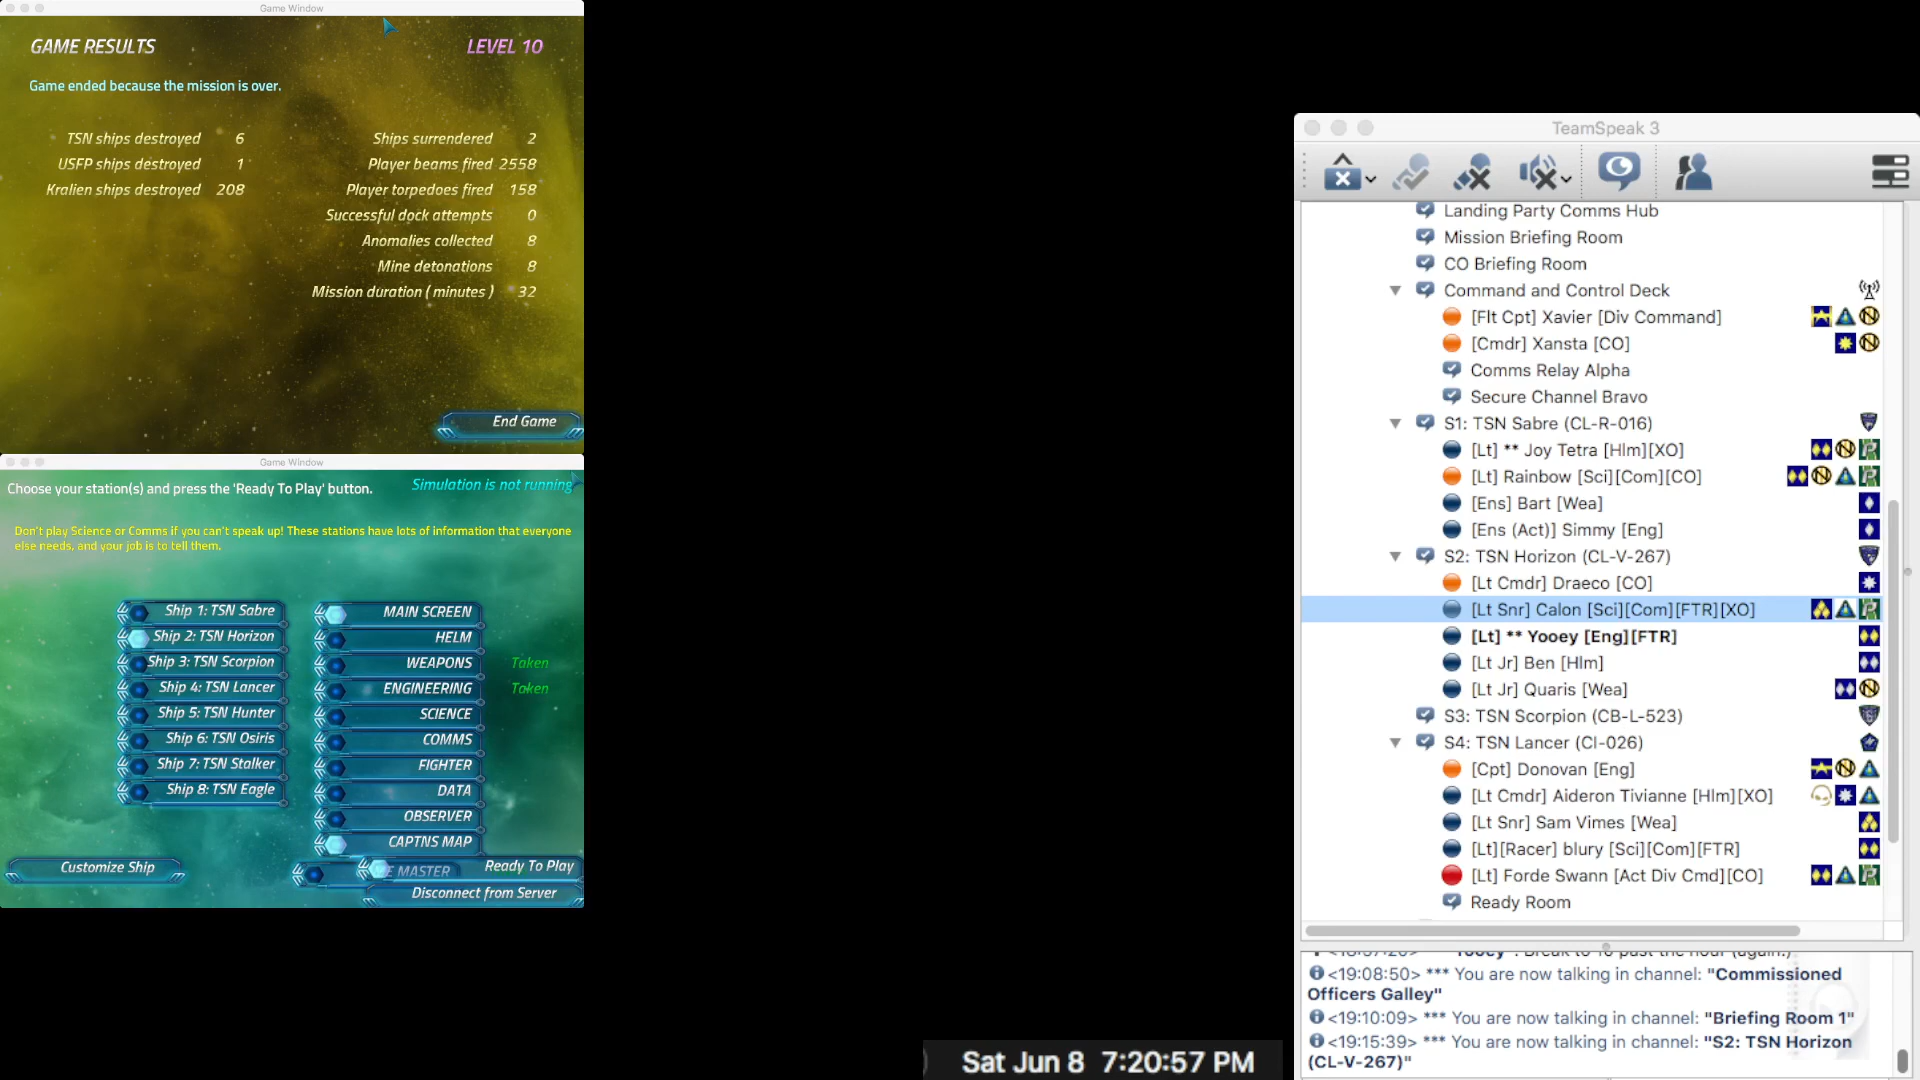 Game Window
GAME RESULTS
LEVEL 10
Game ended because the mission is over.
TSN ships destroyed 6
USFP ships destroyed 1
Kralien ships destroyed 208
Ships surrendered 2
Player beams fired 2558
Player torpedoes fired 158
Successful dock attempts 0
Anomalies collected 8
Mine detonations 8
Mission duration ( minutes ) 32
End Game
Game Window
Choose your station(s) and press the 'Ready To Play' button.
Simulation is not running
Don't play Science or Comms if you can't speak up! These stations have lots of information that everyone
else needs, and your job is to tell them.
Ship 1: TSN Sabre
Ship 2: TSN Horizon
Ship 3: TSN Scorpion
Ship 4: TSN Lancer
Ship 5: TSN Hunter
Ship 6: TSN Osiris
Ship 7: TSN Stalker
Ship 8: TSN Eagle
MAIN SCREEN
HELM
WEAPONS Taken
ENGINEERING Taken
SCIENCE
COMMS
FIGHTER
DATA
OBSERVER
CAPTNS MAP
MASTER
Customize Ship
Ready To Play
Disconnect from Server
TeamSpeak 3
Landing Party Comms Hub
Mission Briefing Room
CO Briefing Room
Command and Control Deck
[Flt Cpt] Xavier [Div Command]
[Cmdr] Xansta [CO]
Comms Relay Alpha
Secure Channel Bravo
S1: TSN Sabre (CL-R-016)
[Lt] ** Joy Tetra [Hlm][XO]
[Lt] Rainbow [Sci][Com][CO]
[Ens] Bart [Wea]
[Ens (Act)] Simmy [Eng]
S2: TSN Horizon (CL-V-267)
[Lt Cmdr] Draeco [CO]
[Lt Snr] Calon [Sci][Com][FTR][XO]
[Lt] ** Yooey [Eng][FTR]
[Lt Jr] Ben [Hlm]
[Lt Jr] Quaris [Wea]
S3: TSN Scorpion (CB-L-523)
S4: TSN Lancer (CI-026)
[Cpt] Donovan [Eng]
[Lt Cmdr] Aideron Tivianne [Hlm][XO]
[Lt Snr] Sam Vimes [Wea]
[Lt][Racer] blury [Sci][Com][FTR]
[Lt] Forde Swann [Act Div Cmd][CO]
Ready Room
<19:08:50> *** You are now talking in channel: "Commissioned
Officers Galley"
<19:10:09> *** You are now talking in channel: "Briefing Room 1"
<19:15:39> *** You are now talking in channel: "S2: TSN Horizon
(CL-V-267)"
Sat Jun 8 7:20:57 PM